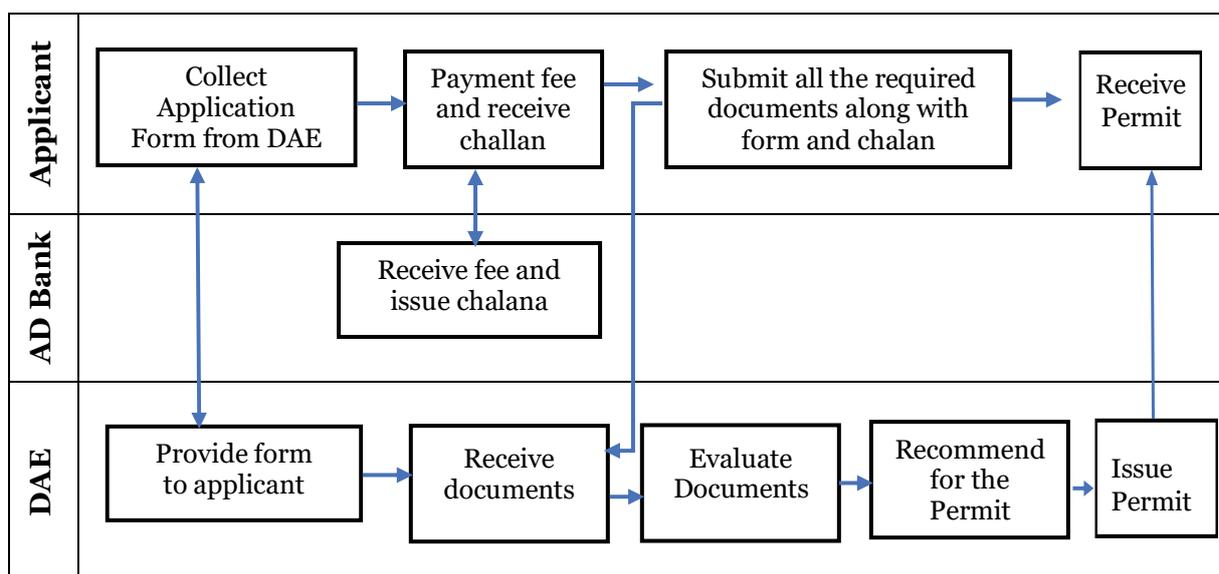 Applicant
Collect
Application
Form from DAE
Payment fee
and receive
challan
Submit all the required
documents along with
form and chalan
Receive
Permit
AD Bank
Receive fee and
issue chalana
DAE
Provide form
to applicant
Receive
documents
Evaluate
Documents
Recommend
for the
Permit
Issue
Permit